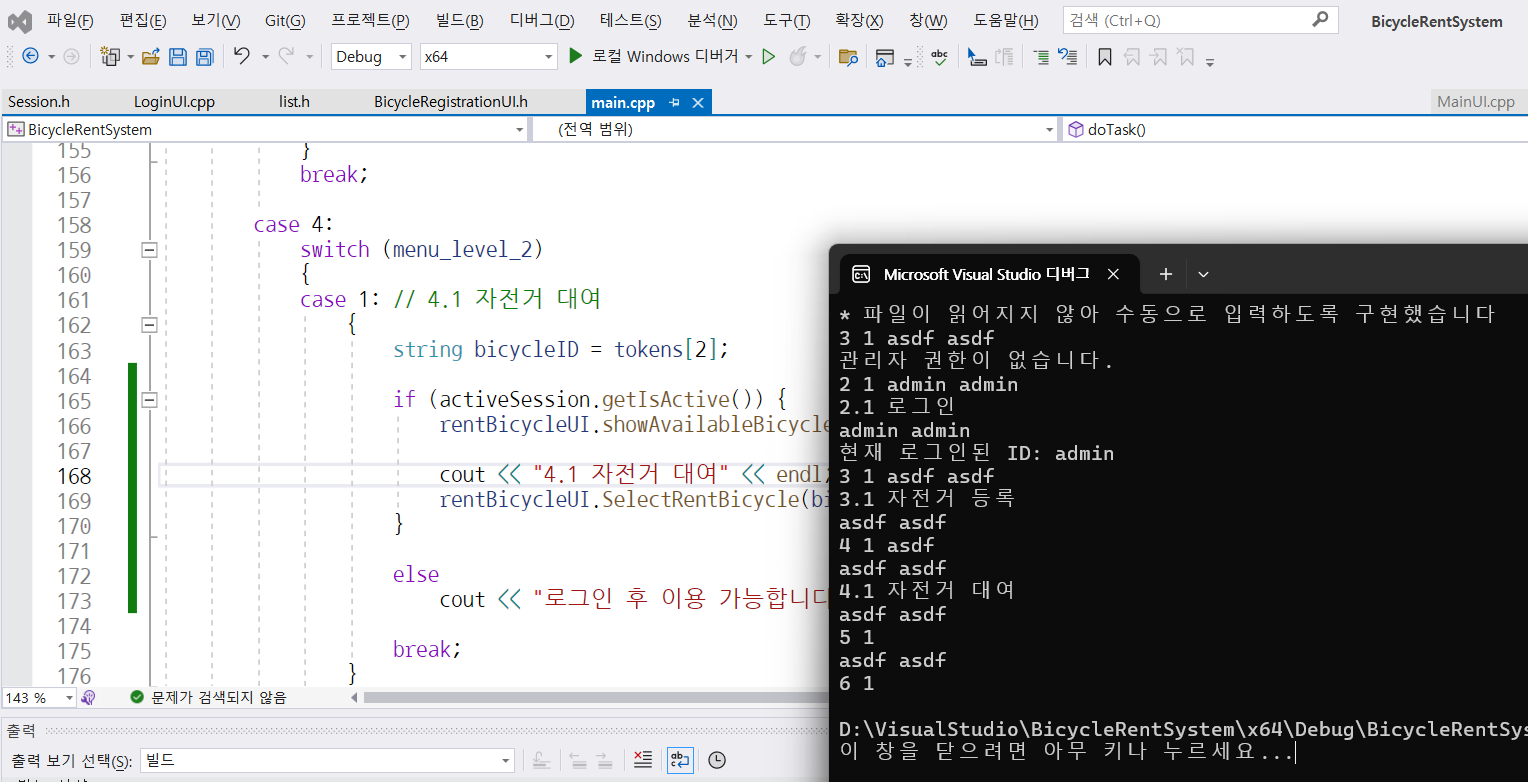 파일(F) 편집(E) 보기(V) Git(G) 프로젝트(P) 빌드(B) 디버그(D) 테스트(S) 분석(N) 도구(T) 확장(X) 창(W) 도움말(H) 검색 (Ctrl+Q) BicycleRentSystem
Debug x64 로컬 Windows 디버거
Session.h LoginUI.cpp list.h BicycleRegistrationUI.h main.cpp MainUI.cpp
BicycleRentSystem (전역 범위) doTask()
155 }
156 break;
157
158 case 4:
159 switch (menu_level_2)
160 {
161 case 1: // 4.1 자전거 대여
162 {
163 string bicycleID = tokens[2];
164
165 if (activeSession.getIsActive()) {
166 rentBicycleUI.showAvailableBicycle
167
168 cout << "4.1 자전거 대여" << endl;
169 rentBicycleUI.SelectRentBicycle(bi
170 }
171
172 else
173 cout << "로그인 후 이용 가능합니다
174
175 break;
176 }
143 % 문제가 검색되지 않음
출력
출력 보기 선택(S): 빌드
Microsoft Visual Studio 디버그
* 파일이 읽어지지 않아 수동으로 입력하도록 구현했습니다
3 1 asdf asdf
관리자 권한이 없습니다.
2 1 admin admin
2.1 로그인
admin admin
현재 로그인된 ID: admin
3 1 asdf asdf
3.1 자전거 등록
asdf asdf
4 1 asdf
asdf asdf
4.1 자전거 대여
asdf asdf
5 1
asdf asdf
6 1
D:\VisualStudio\BicycleRentSystem\x64\Debug\BicycleRentSys
이 창을 닫으려면 아무 키나 누르세요...